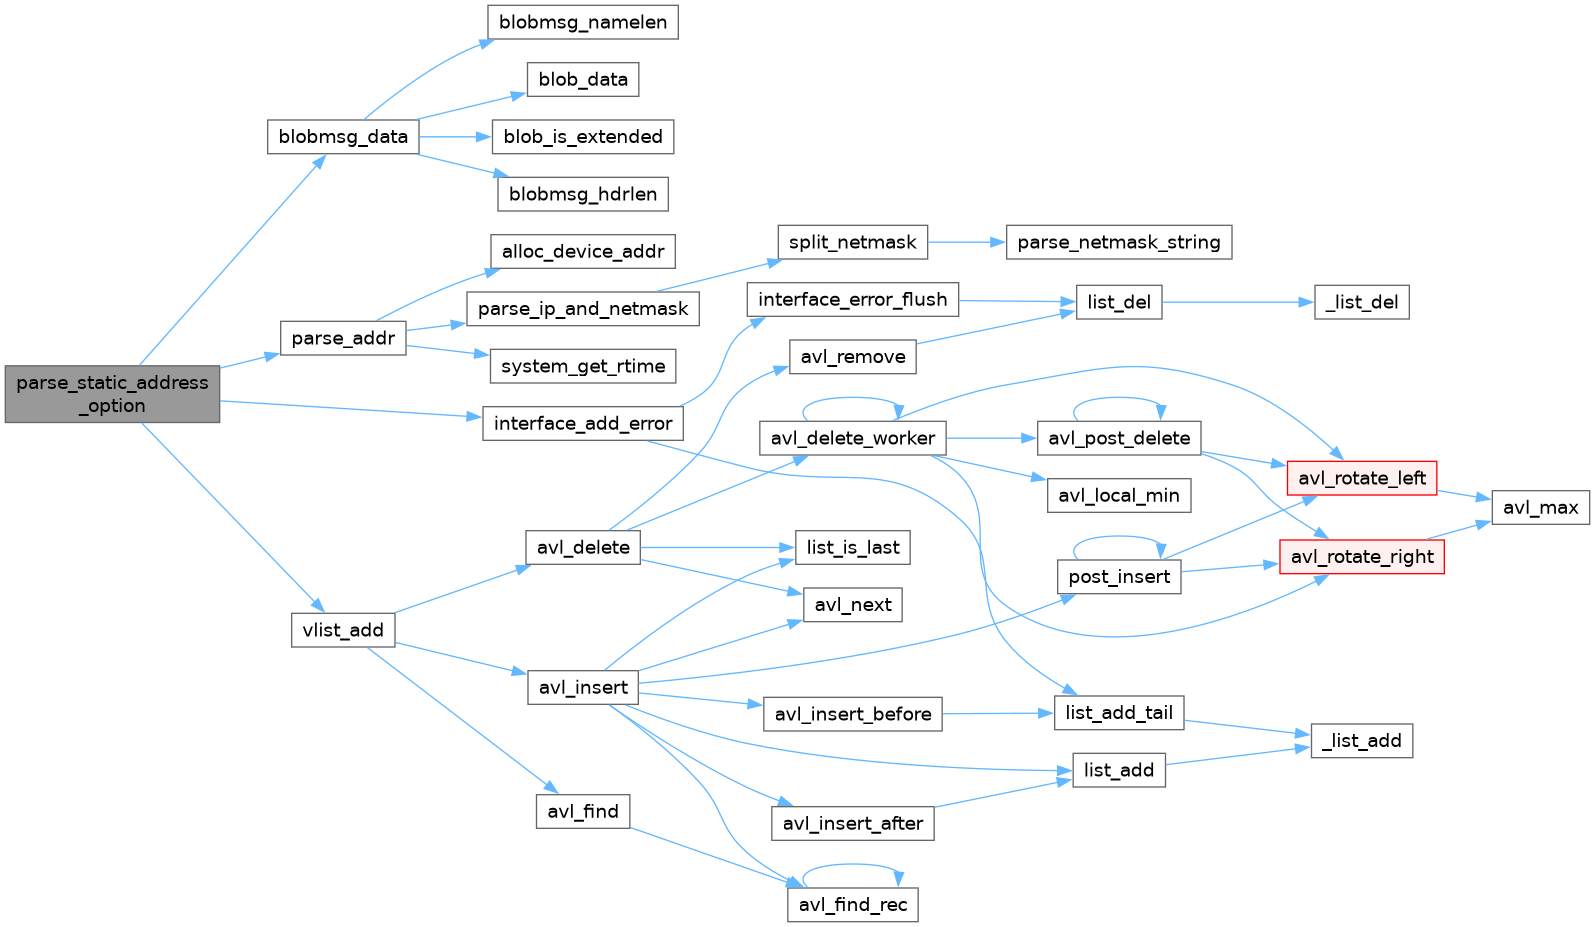 blobmsg_namelen
blob_data
blobmsg_data
blob_is_extended
blobmsg_hdrlen
split_netmask
parse_netmask_string
alloc_device_addr
parse_ip_and_netmask
interface_error_flush
list_del
_list_del
parse_addr
avl_remove
system_get_rtime
parse_static_address
_option
interface_add_error
avl_delete_worker
avl_post_delete
avl_rotate_left
avl_local_min
avl_max
avl_delete
list_is_last
avl_rotate_right
post_insert
avl_next
vlist_add
avl_insert
avl_insert_before
list_add_tail
_list_add
list_add
avl_find
avl_insert_after
avl_find_rec